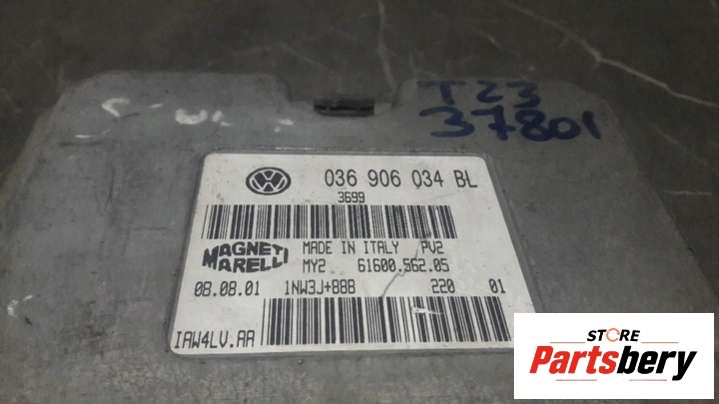 T23
37801
036 906 034 BL
3699
MAGNETI MARELLI
MADE IN ITALY PV2
MY2 61600.562.05
08.08.01 1NW3J+888 220 01
IAW4LV.AA
STORE
Partsbery